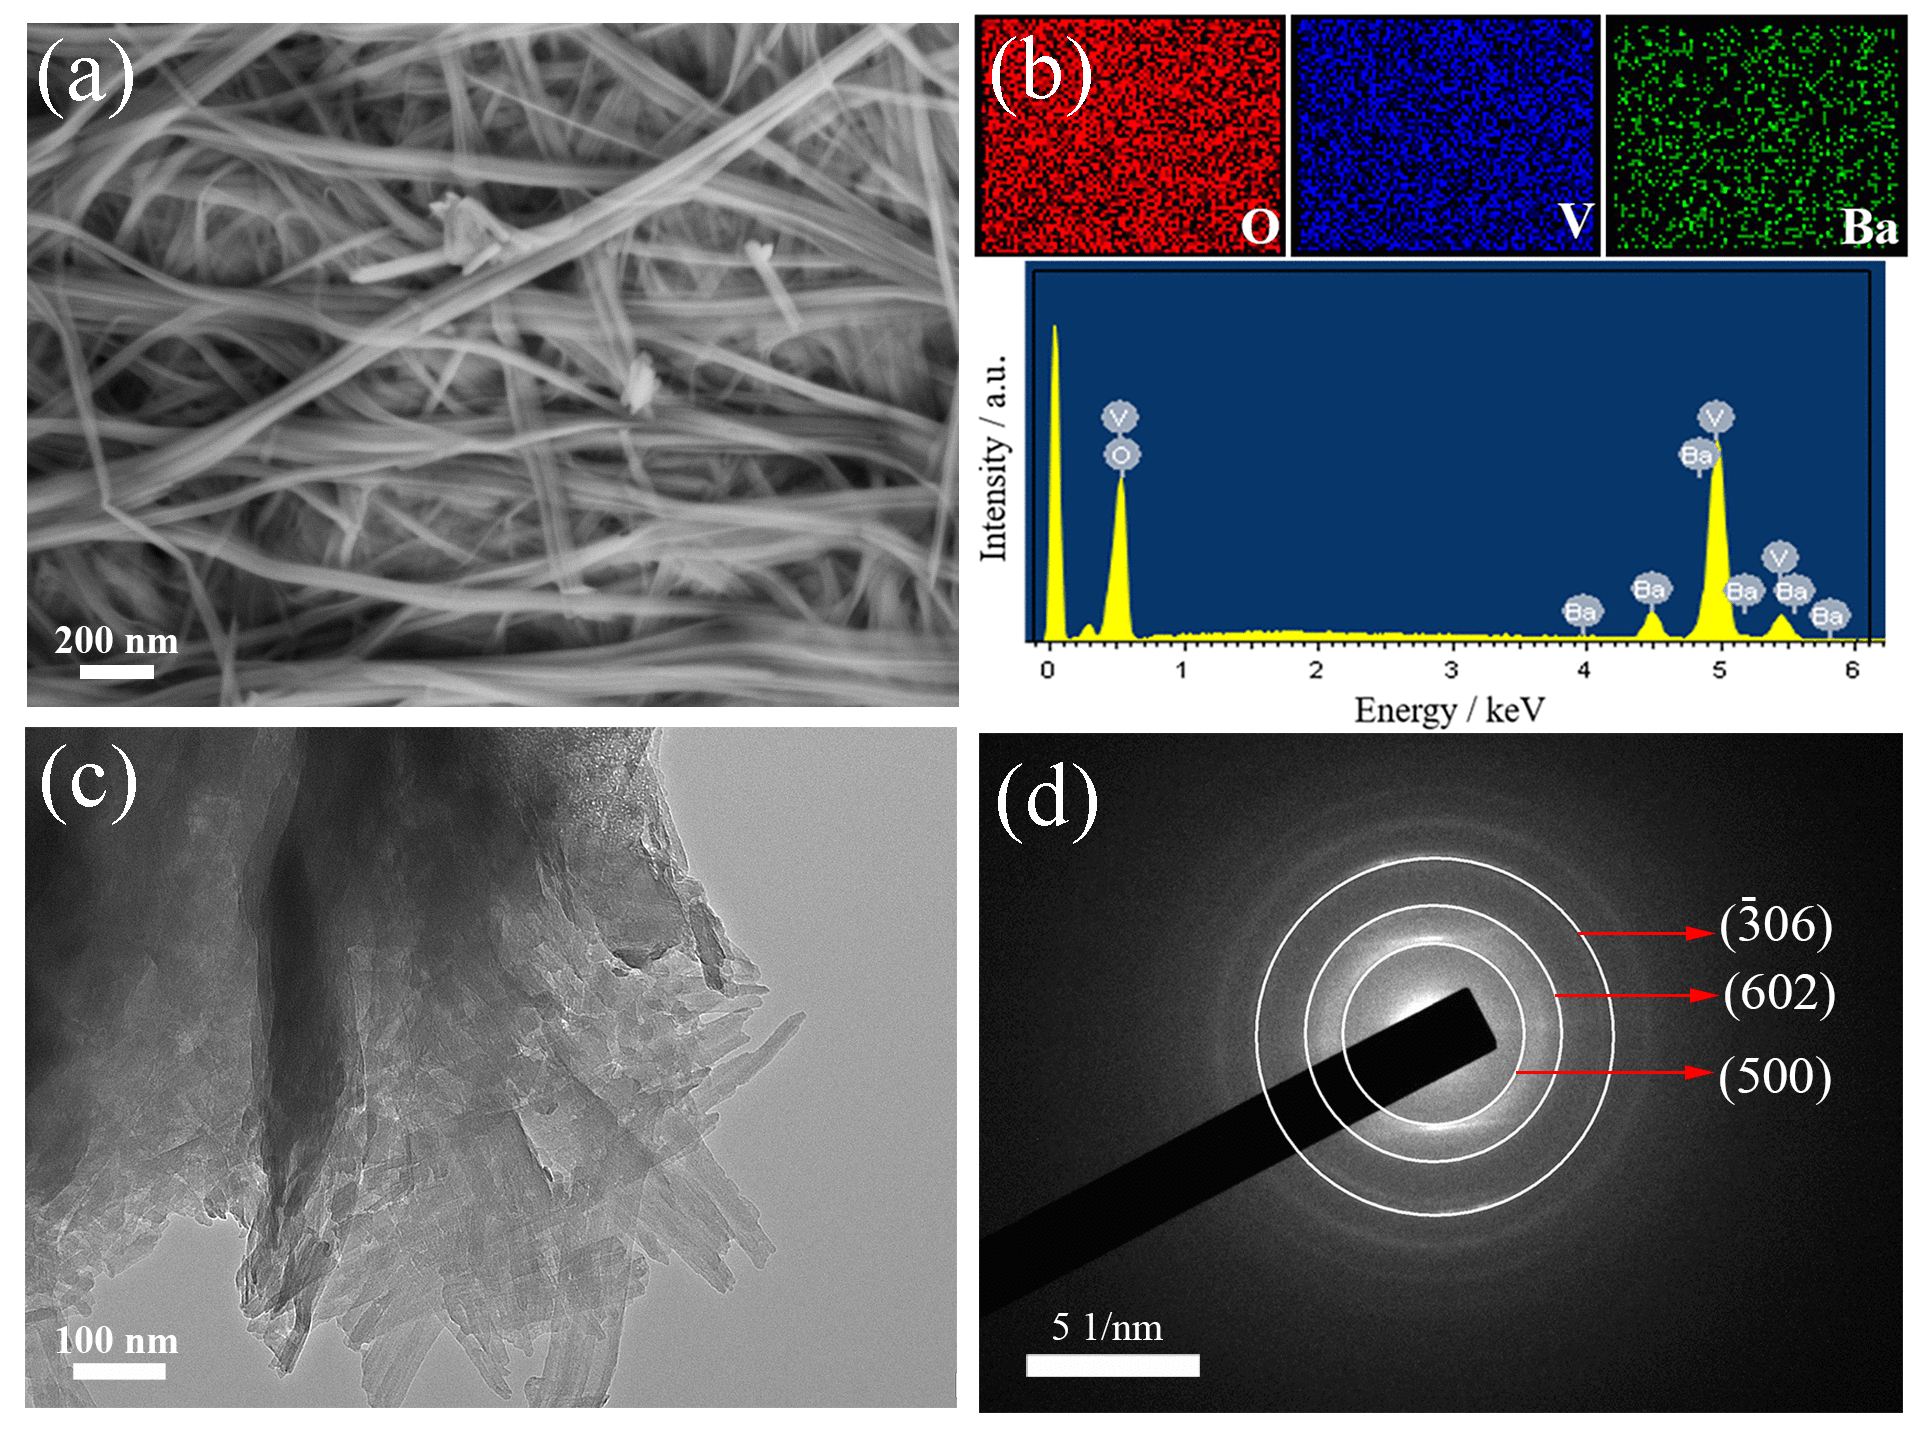 (a)
200 nm
(b)
O
V
Ba
Intensity / a.u.
V
O
V
Ba
Ba
Ba
Ba
V
Ba
Ba
0 1 2 3 4 5 6
Energy / keV
(c)
100 nm
(d)
(3̄06)
(602)
(500)
5 1/nm